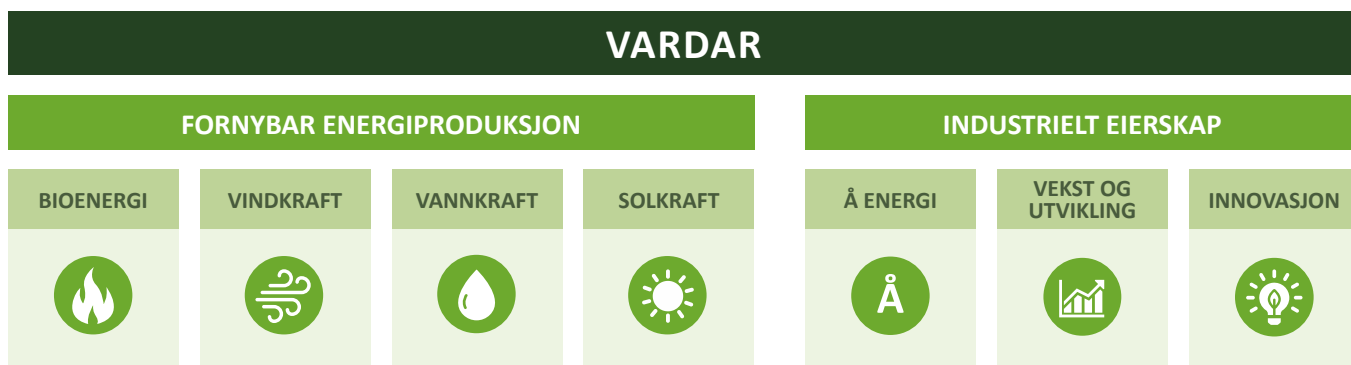 VARDAR
FORNYBAR ENERGIPRODUKSJON
INDUSTRIELT EIERSKAP
BIOENERGI
VINDKRAFT
VANNKRAFT
SOLKRAFT
Å ENERGI
VEKST OG
UTVIKLING
INNOVASJON
Å